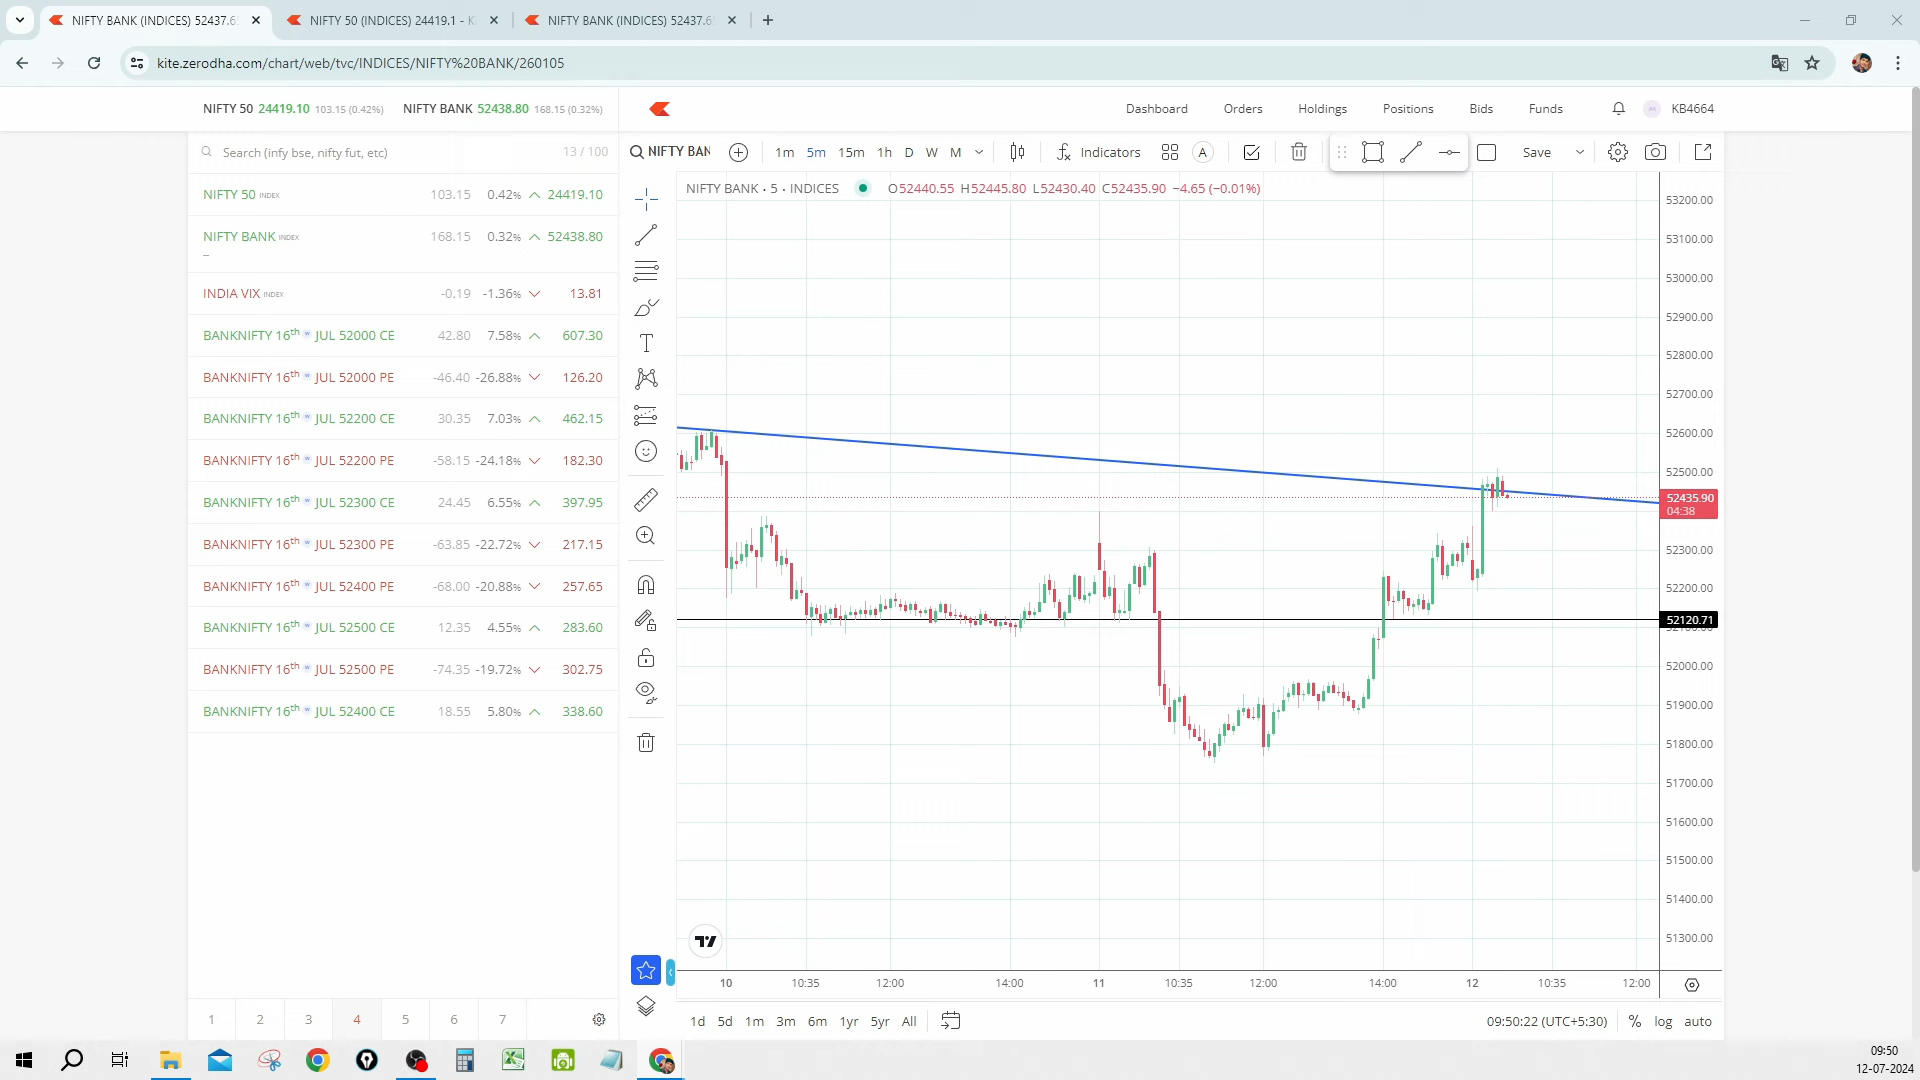 NIFTY BANK (INDICES) 52437.6
NIFTY 50 (INDICES) 24419.1 - K
NIFTY BANK (INDICES) 52437.6
kite.zerodha.com/chart/web/tvc/INDICES/NIFTY%20BANK/260105
NIFTY 50 24419.10 103.15 (0.42%) NIFTY BANK 52438.80 168.15 (0.32%)
Dashboard Orders Holdings Positions Bids Funds KB4664
Search (infy bse, nifty fut, etc) 13 / 100
NIFTY BAN 1m 5m 15m 1h D W M Indicators A Save
NIFTY BANK · 5 · INDICES O52440.55 H52445.80 L52430.40 C52435.90 −4.65 (−0.01%)
NIFTY 50 INDEX 103.15 0.42% 24419.10
NIFTY BANK INDEX 168.15 0.32% 52438.80
INDIA VIX INDEX -0.19 -1.36% 13.81
BANKNIFTY 16th w JUL 52000 CE 42.80 7.58% 607.30
BANKNIFTY 16th w JUL 52000 PE -46.40 -26.88% 126.20
BANKNIFTY 16th w JUL 52200 CE 30.35 7.03% 462.15
BANKNIFTY 16th w JUL 52200 PE -58.15 -24.18% 182.30
BANKNIFTY 16th w JUL 52300 CE 24.45 6.55% 397.95
BANKNIFTY 16th w JUL 52300 PE -63.85 -22.72% 217.15
BANKNIFTY 16th w JUL 52400 PE -68.00 -20.88% 257.65
BANKNIFTY 16th w JUL 52500 CE 12.35 4.55% 283.60
BANKNIFTY 16th w JUL 52500 PE -74.35 -19.72% 302.75
BANKNIFTY 16th w JUL 52400 CE 18.55 5.80% 338.60
53200.00
53100.00
53000.00
52900.00
52800.00
52700.00
52600.00
52500.00
52435.90
04:38
52300.00
52200.00
52120.71
52000.00
51900.00
51800.00
51700.00
51600.00
51500.00
51400.00
51300.00
10 10:35 12:00 14:00 11 10:35 12:00 14:00 12 10:35 12:00
1 2 3 4 5 6 7
1d 5d 1m 3m 6m 1yr 5yr All 09:50:22 (UTC+5:30) % log auto
09:50
12-07-2024